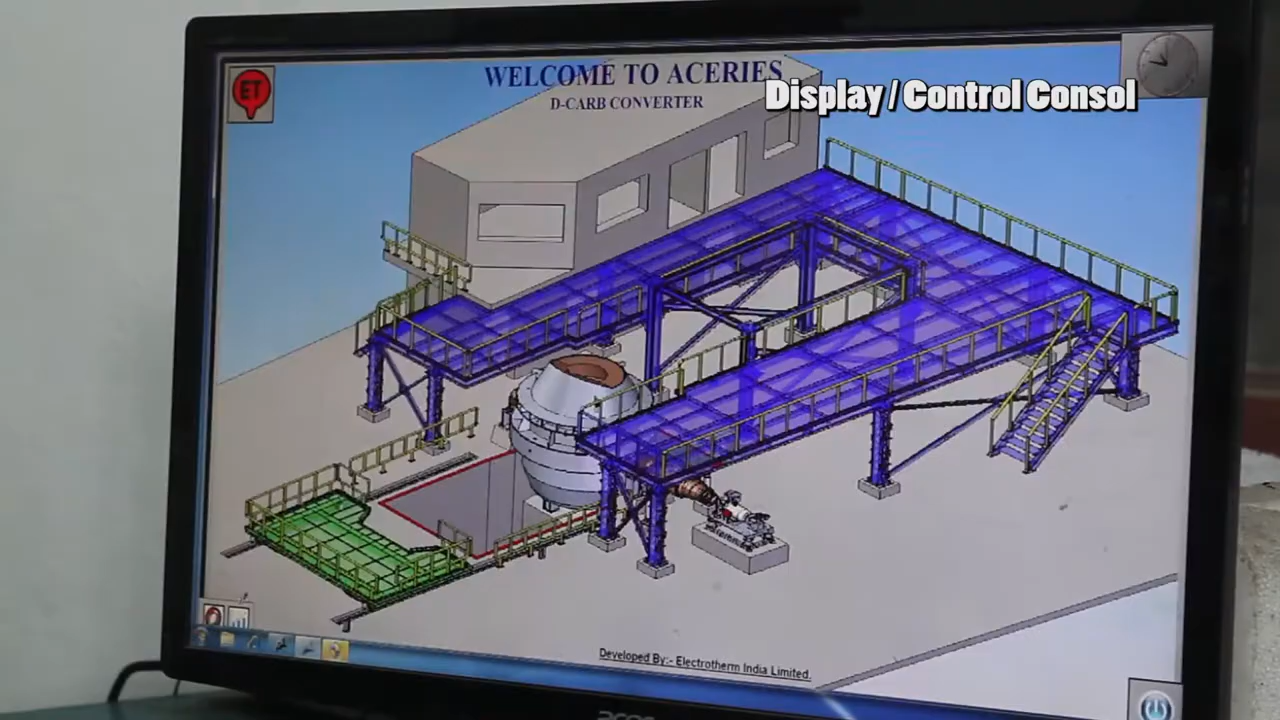 ET
WELCOME TO ACERIES
D-CARB CONVERTER
Display / Control Consol
Developed By:- Electrotherm India Limited.
acer